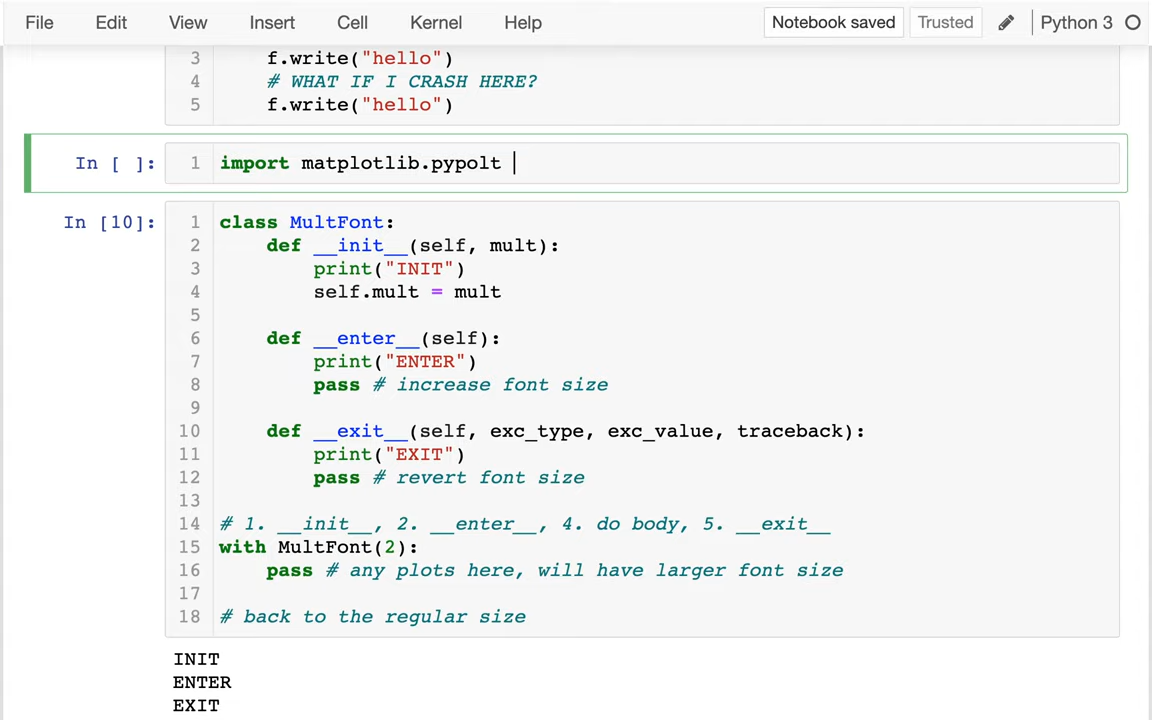 File Edit View Insert Cell Kernel Help Notebook saved Trusted Python 3
3 f.write("hello")
4 # WHAT IF I CRASH HERE?
5 f.write("hello")
In [ ]: 1 import matplotlib.pypolt
In [10]: 1 class MultFont:
2 def __init__(self, mult):
3 print("INIT")
4 self.mult = mult
5
6 def __enter__(self):
7 print("ENTER")
8 pass # increase font size
9
10 def __exit__(self, exc_type, exc_value, traceback):
11 print("EXIT")
12 pass # revert font size
13
14 # 1. __init__, 2. __enter__, 4. do body, 5. __exit__
15 with MultFont(2):
16 pass # any plots here, will have larger font size
17
18 # back to the regular size
INIT
ENTER
EXIT